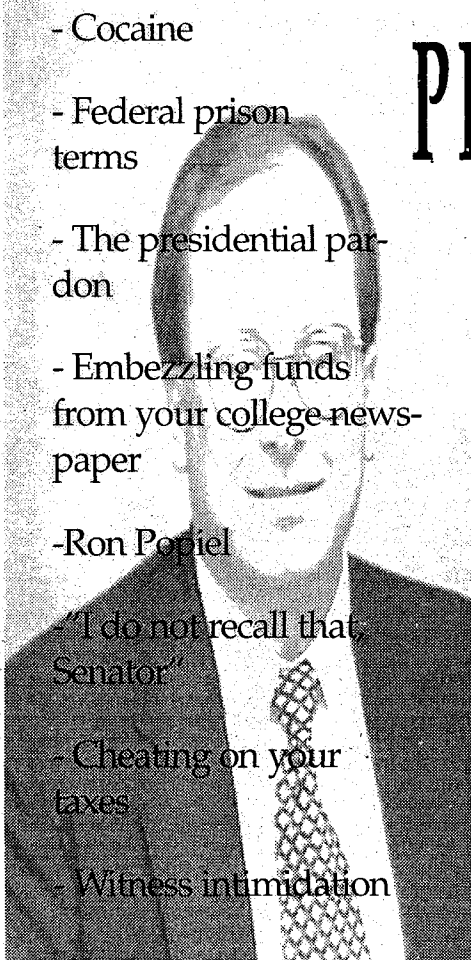 - Cocaine
- Federal prison
terms
- The presidential par-
don
- Embezzling funds
from your college news-
paper
-Ron Popiel
-"I do not recall that,
Senator"
- Cheating on your
taxes
- Witness intimidation